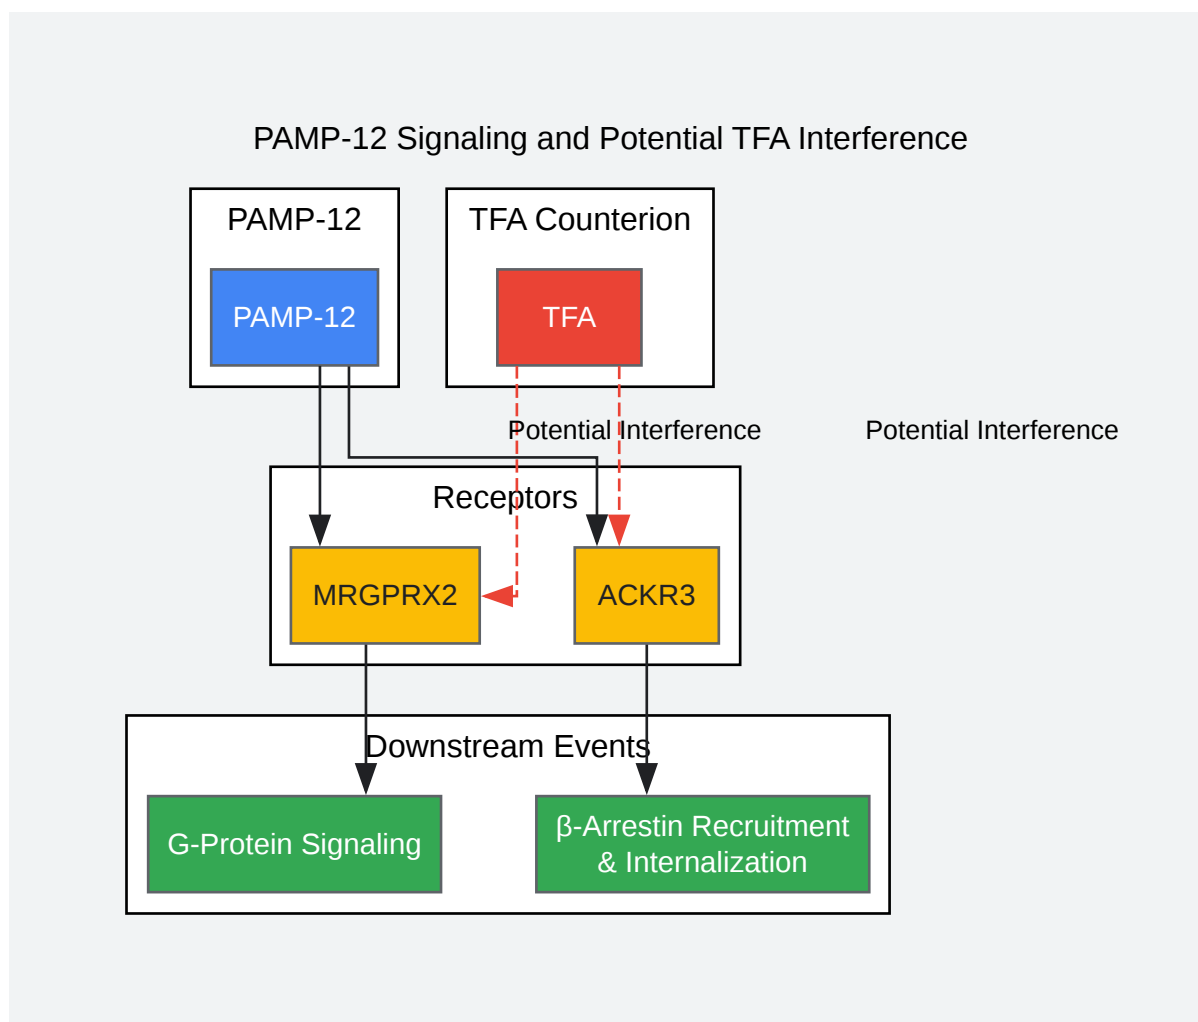 PAMP-12 Signaling and Potential TFA Interference
PAMP-12
TFA Counterion
PAMP-12
TFA
Potential Interference
Potential Interference
Receptors
MRGPRX2
ACKR3
Downstream Events
G-Protein Signaling
β-Arrestin Recruitment
& Internalization